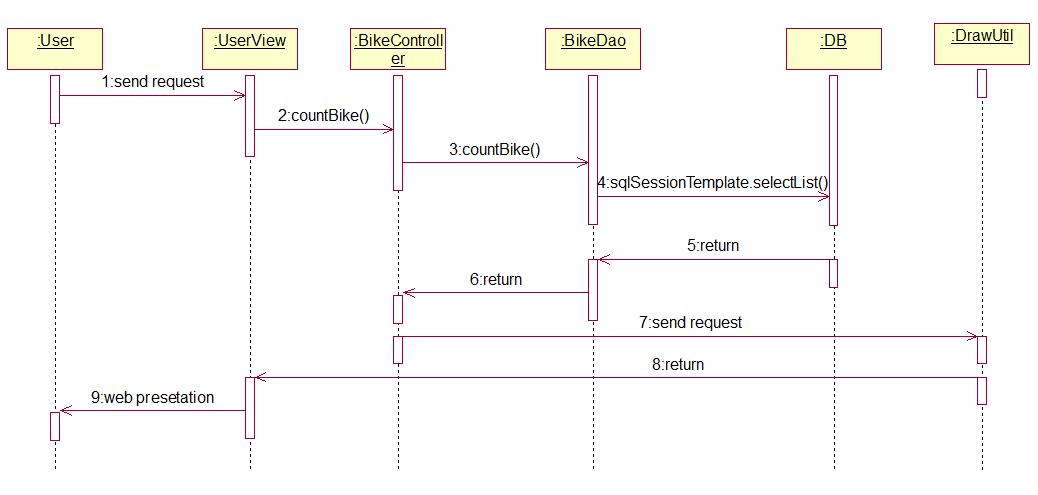 :User
:UserView
:BikeControll
er
:BikeDao
:DB
:DrawUtil
1:send request
2:countBike()
3:countBike()
4:sqlSessionTemplate.selectList()
5:return
6:return
7:send request
8:return
9:web presetation